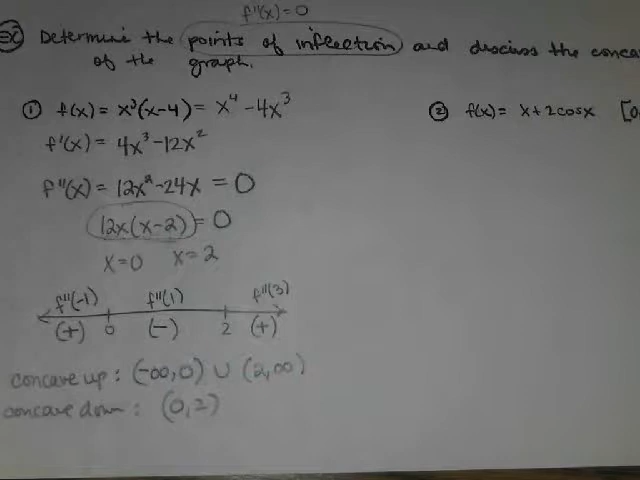 f''(x) = 0
Ex Determine the points of inflection and discuss the conca
of the graph.
① f(x) = x³(x-4) = x⁴ - 4x³
② f(x) = x + 2cosx [0,
f'(x) = 4x³ - 12x²
f''(x) = 12x² - 24x = 0
12x(x-2) = 0
x=0 x=2
f''(-1) f''(1) f''(3)
(+) 0 (-) 2 (+)
concave up: (-∞,0) ∪ (2,∞)
concave down: (0,2)